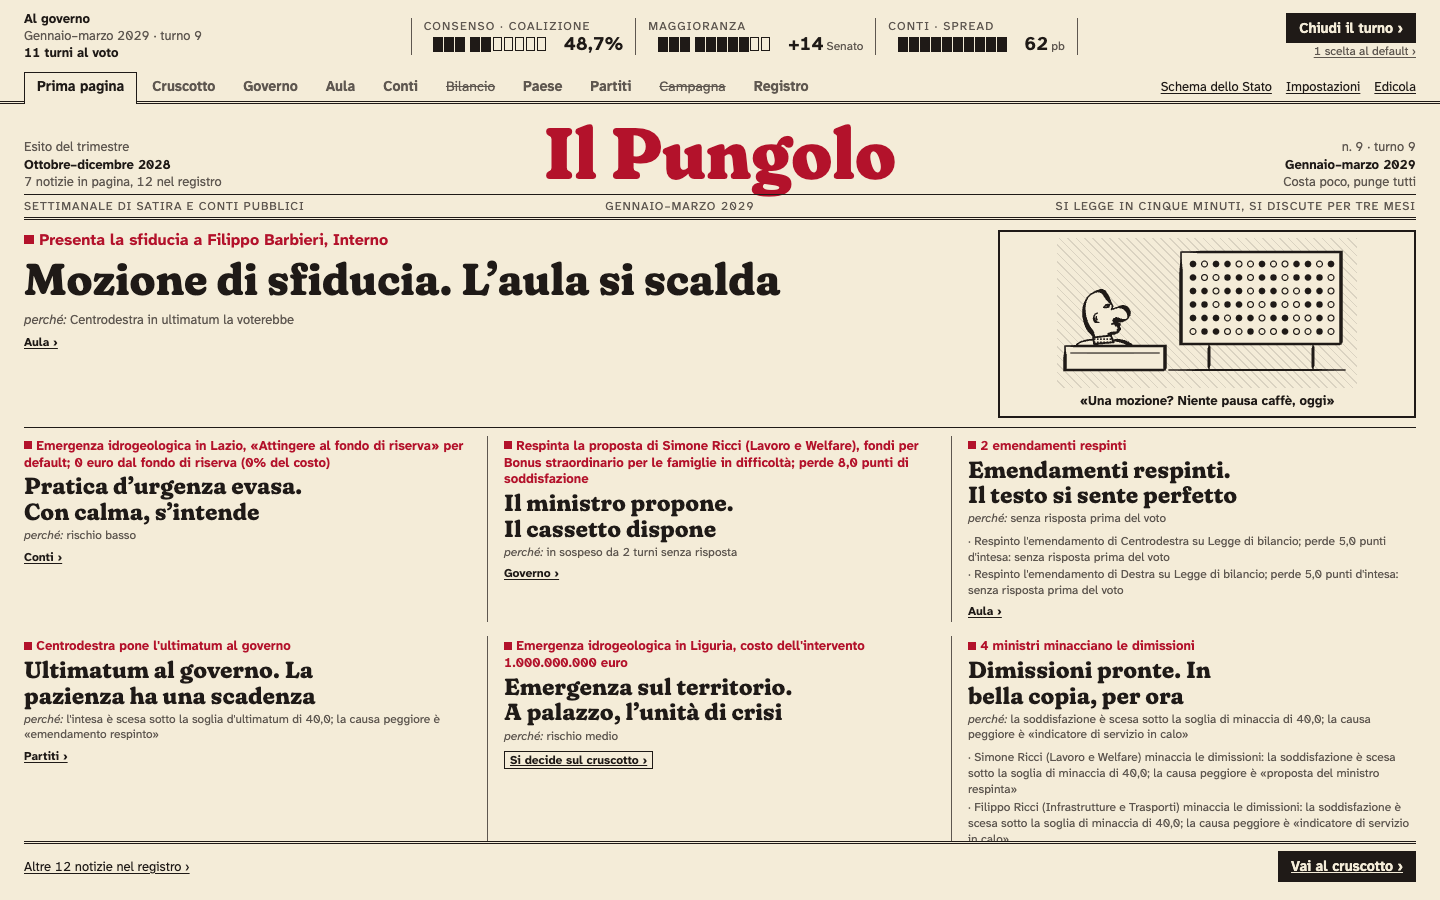 Al governo
Gennaio–marzo 2029 · turno 9
11 turni al voto
CONSENSO · COALIZIONE
48,7%
MAGGIORANZA
+14 Senato
CONTI · SPREAD
62 pb
Chiudi il turno ›
1 scelta al default ›
Prima pagina Cruscotto Governo Aula Conti Bilancio Paese Partiti Campagna Registro
Schema dello Stato Impostazioni Edicola
Esito del trimestre
Ottobre–dicembre 2028
7 notizie in pagina, 12 nel registro
Il Pungolo
n. 9 · turno 9
Gennaio–marzo 2029
Costa poco, punge tutti
SETTIMANALE DI SATIRA E CONTI PUBBLICI
GENNAIO–MARZO 2029
SI LEGGE IN CINQUE MINUTI, SI DISCUTE PER TRE MESI
Presenta la sfiducia a Filippo Barbieri, Interno
Mozione di sfiducia. L’aula si scalda
perché: Centrodestra in ultimatum la voterebbe
Aula ›
«Una mozione? Niente pausa caffè, oggi»
Emergenza idrogeologica in Lazio, «Attingere al fondo di riserva» per
default; 0 euro dal fondo di riserva (0% del costo)
Pratica d’urgenza evasa.
Con calma, s’intende
perché: rischio basso
Conti ›
Respinta la proposta di Simone Ricci (Lavoro e Welfare), fondi per
Bonus straordinario per le famiglie in difficoltà; perde 8,0 punti di
soddisfazione
Il ministro propone.
Il cassetto dispone
perché: in sospeso da 2 turni senza risposta
Governo ›
2 emendamenti respinti
Emendamenti respinti.
Il testo si sente perfetto
perché: senza risposta prima del voto
· Respinto l'emendamento di Centrodestra su Legge di bilancio; perde 5,0 punti
d'intesa: senza risposta prima del voto
· Respinto l'emendamento di Destra su Legge di bilancio; perde 5,0 punti d'intesa:
senza risposta prima del voto
Aula ›
Centrodestra pone l'ultimatum al governo
Ultimatum al governo. La
pazienza ha una scadenza
perché: l'intesa è scesa sotto la soglia d'ultimatum di 40,0; la causa peggiore è
«emendamento respinto»
Partiti ›
Emergenza idrogeologica in Liguria, costo dell'intervento
1.000.000.000 euro
Emergenza sul territorio.
A palazzo, l’unità di crisi
perché: rischio medio
Si decide sul cruscotto ›
4 ministri minacciano le dimissioni
Dimissioni pronte. In
bella copia, per ora
perché: la soddisfazione è scesa sotto la soglia di minaccia di 40,0; la causa
peggiore è «indicatore di servizio in calo»
· Simone Ricci (Lavoro e Welfare) minaccia le dimissioni: la soddisfazione è scesa
sotto la soglia di minaccia di 40,0; la causa peggiore è «proposta del ministro
respinta»
· Filippo Ricci (Infrastrutture e Trasporti) minaccia le dimissioni: la soddisfazione è
scesa sotto la soglia di minaccia di 40,0; la causa peggiore è «indicatore di servizio
in calo»
Altre 12 notizie nel registro ›
Vai al cruscotto ›